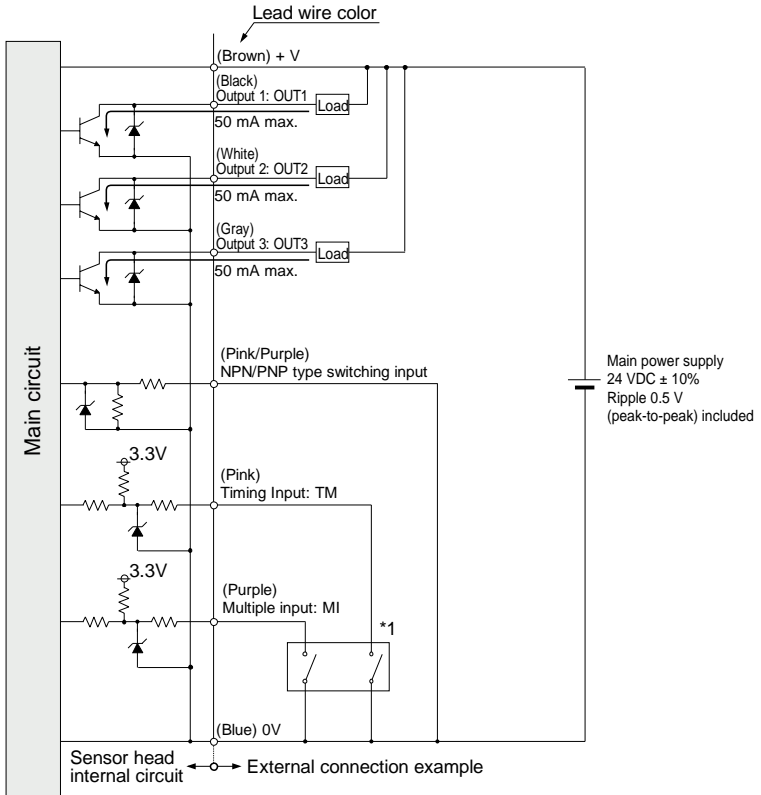 Lead wire color
(Brown) + V
(Black)
Output 1: OUT1
Load
50 mA max.
(White)
Output 2: OUT2
Load
50 mA max.
(Gray)
Output 3: OUT3
Load
50 mA max.
Main circuit
(Pink/Purple)
NPN/PNP type switching input
Main power supply
24 VDC ± 10%
Ripple 0.5 V
(peak-to-peak) included
3.3V
(Pink)
Timing Input: TM
3.3V
(Purple)
Multiple input: MI
*1
(Blue) 0V
Sensor head
internal circuit
External connection example